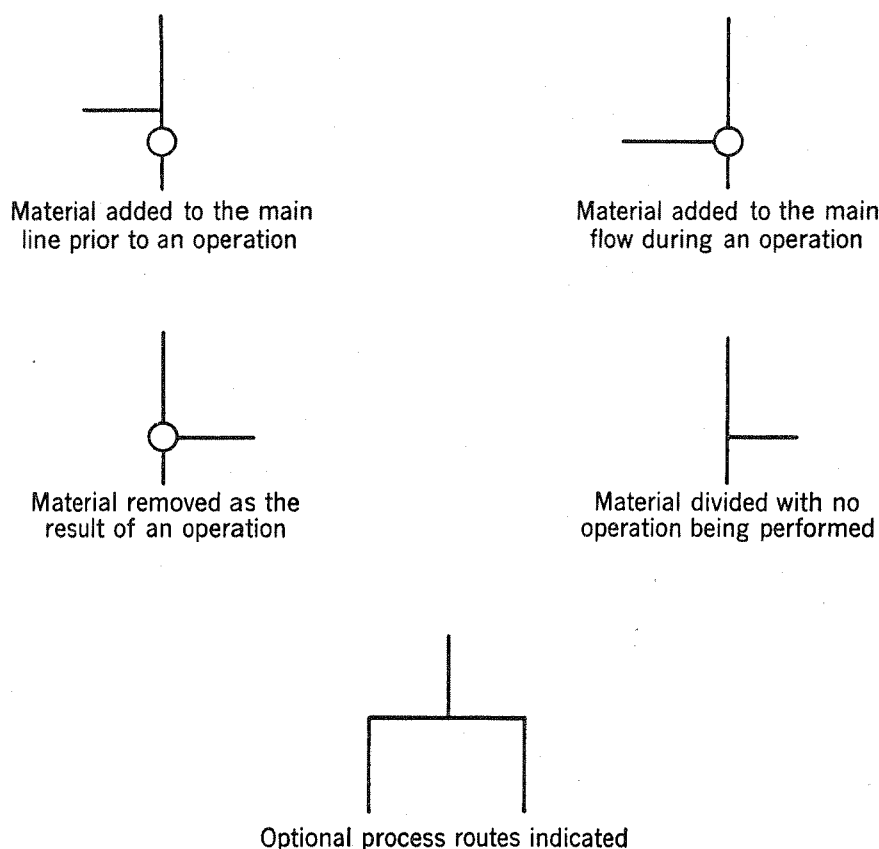 Material added to the main
line prior to an operation
Material added to the main
flow during an operation
Material removed as the
result of an operation
Material divided with no
operation being performed
Optional process routes indicated